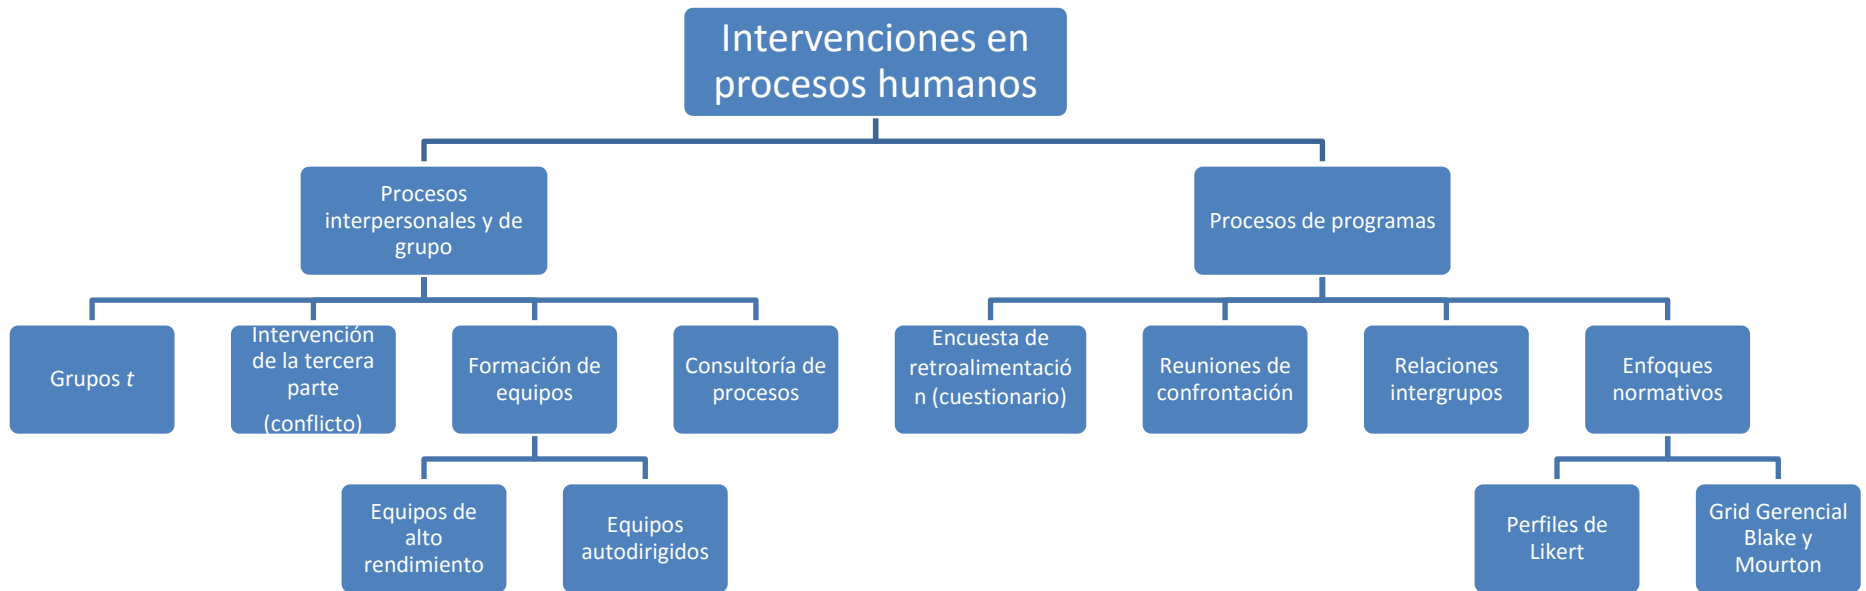 Intervenciones en
procesos humanos
Procesos
interpersonales y de
grupo
Procesos de programas
Grupos t
Intervención
de la tercera
parte
(conflicto)
Formación de
equipos
Consultoría de
procesos
Encuesta de
retroalimentació
n (cuestionario)
Reuniones de
confrontación
Relaciones
intergrupos
Enfoques
normativos
Equipos de
alto
rendimiento
Equipos
autodirigidos
Perfiles de
Likert
Grid Gerencial
Blake y
Mourton